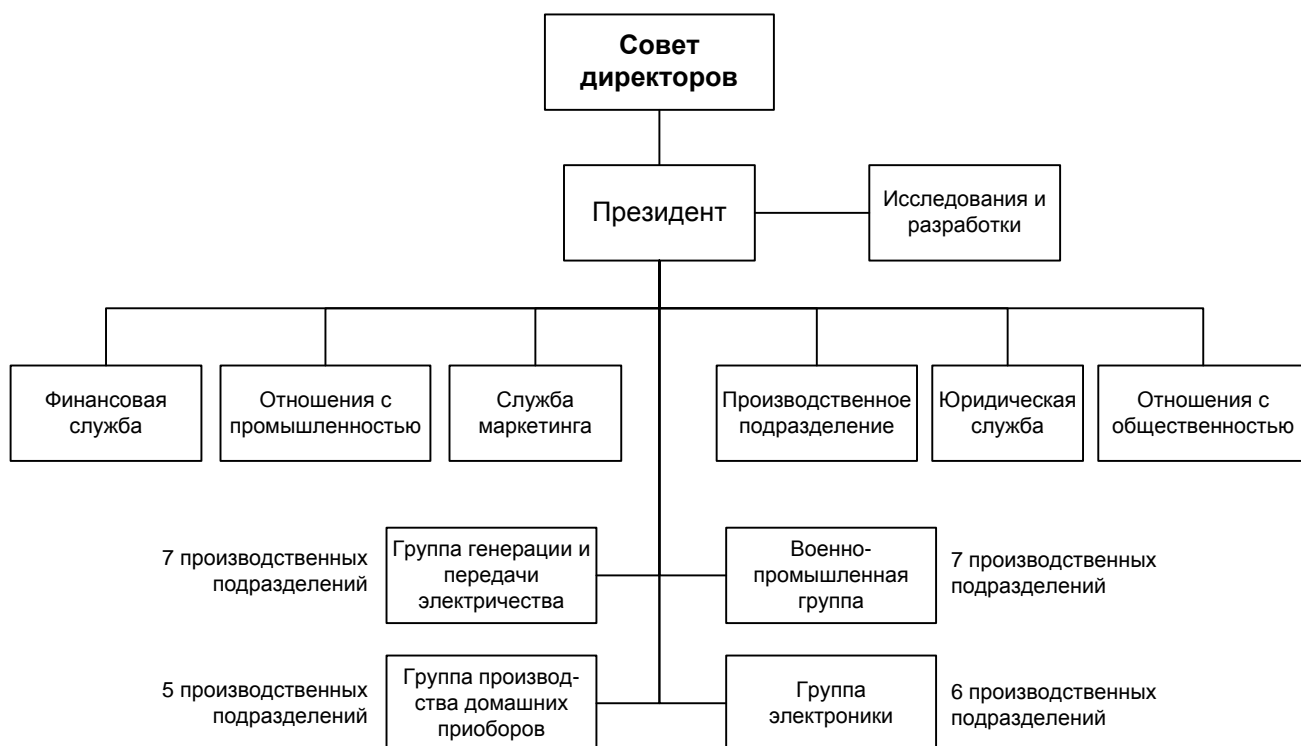 Совет
директоров
Президент
Исследования и
разработки
Финансовая
служба
Отношения с
промышленностью
Служба
маркетинга
Производственное
подразделение
Юридическая
служба
Отношения с
общественностью
7 производственных
подразделений
Группа генерации и
передачи
электричества
Военно-
промышленная
группа
7 производственных
подразделений
5 производственных
подразделений
Группа производ-
ства домашних
приборов
Группа
электроники
6 производственных
подразделений